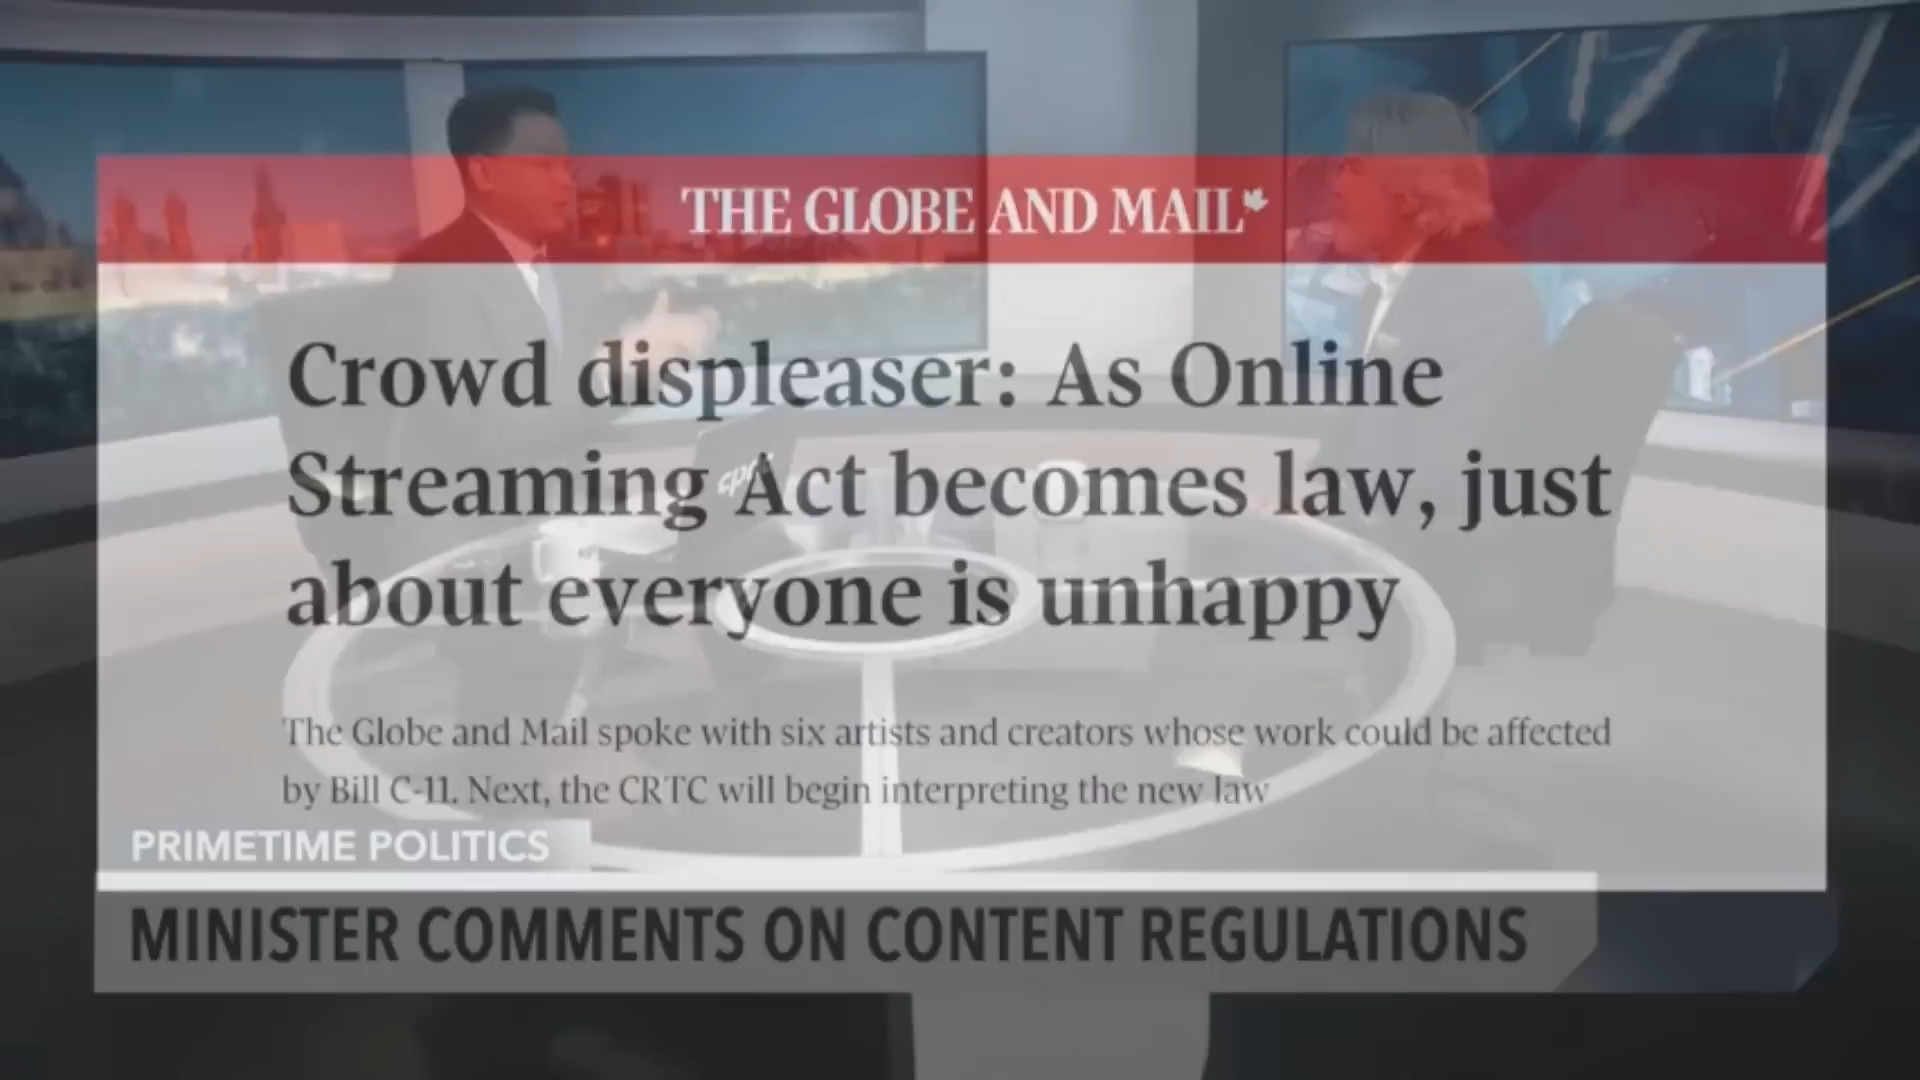 THE GLOBE AND MAIL
Crowd displeaser: As Online
Streaming Act becomes law, just
about everyone is unhappy
cpac
The Globe and Mail spoke with six artists and creators whose work could be affected
by Bill C-11. Next, the CRTC will begin interpreting the new law
PRIMETIME POLITICS
MINISTER COMMENTS ON CONTENT REGULATIONS